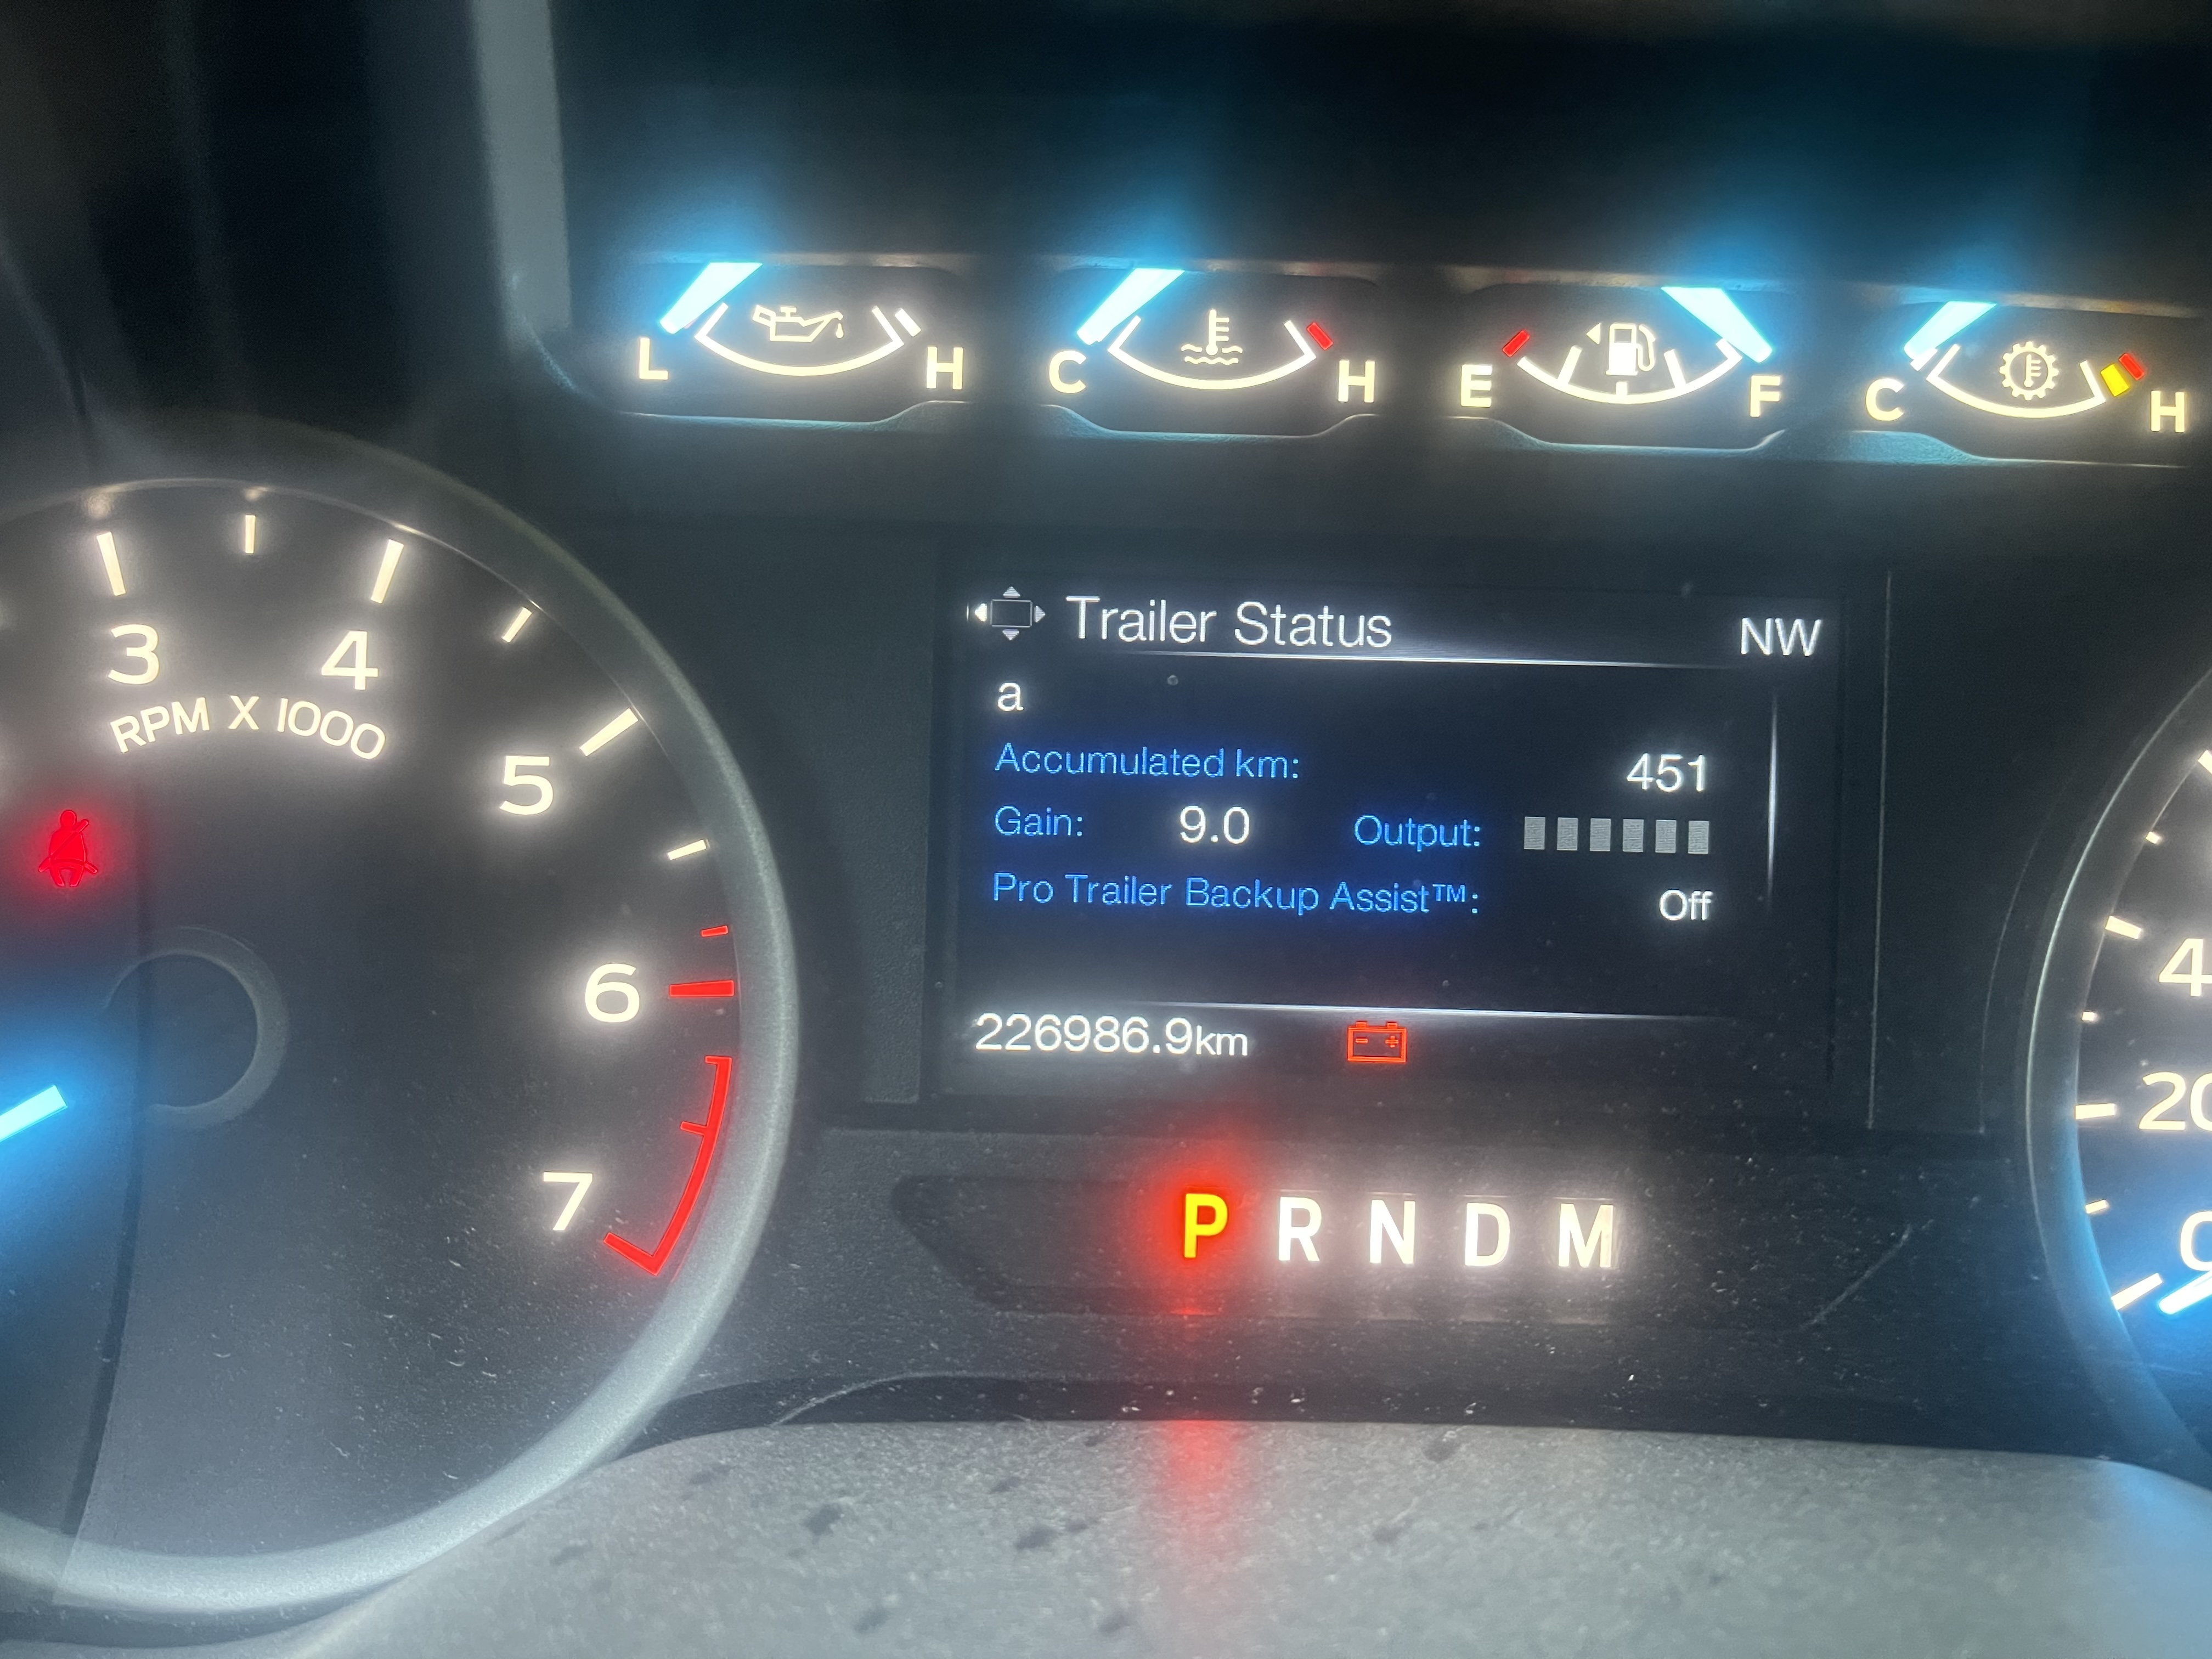 L H C H E F C H
3 4
RPM X 1000
5
6
7
Trailer Status NW
a
Accumulated km: 451
Gain: 9.0 Output:
Pro Trailer Backup Assist™: Off
226986.9km
P R N D M
20